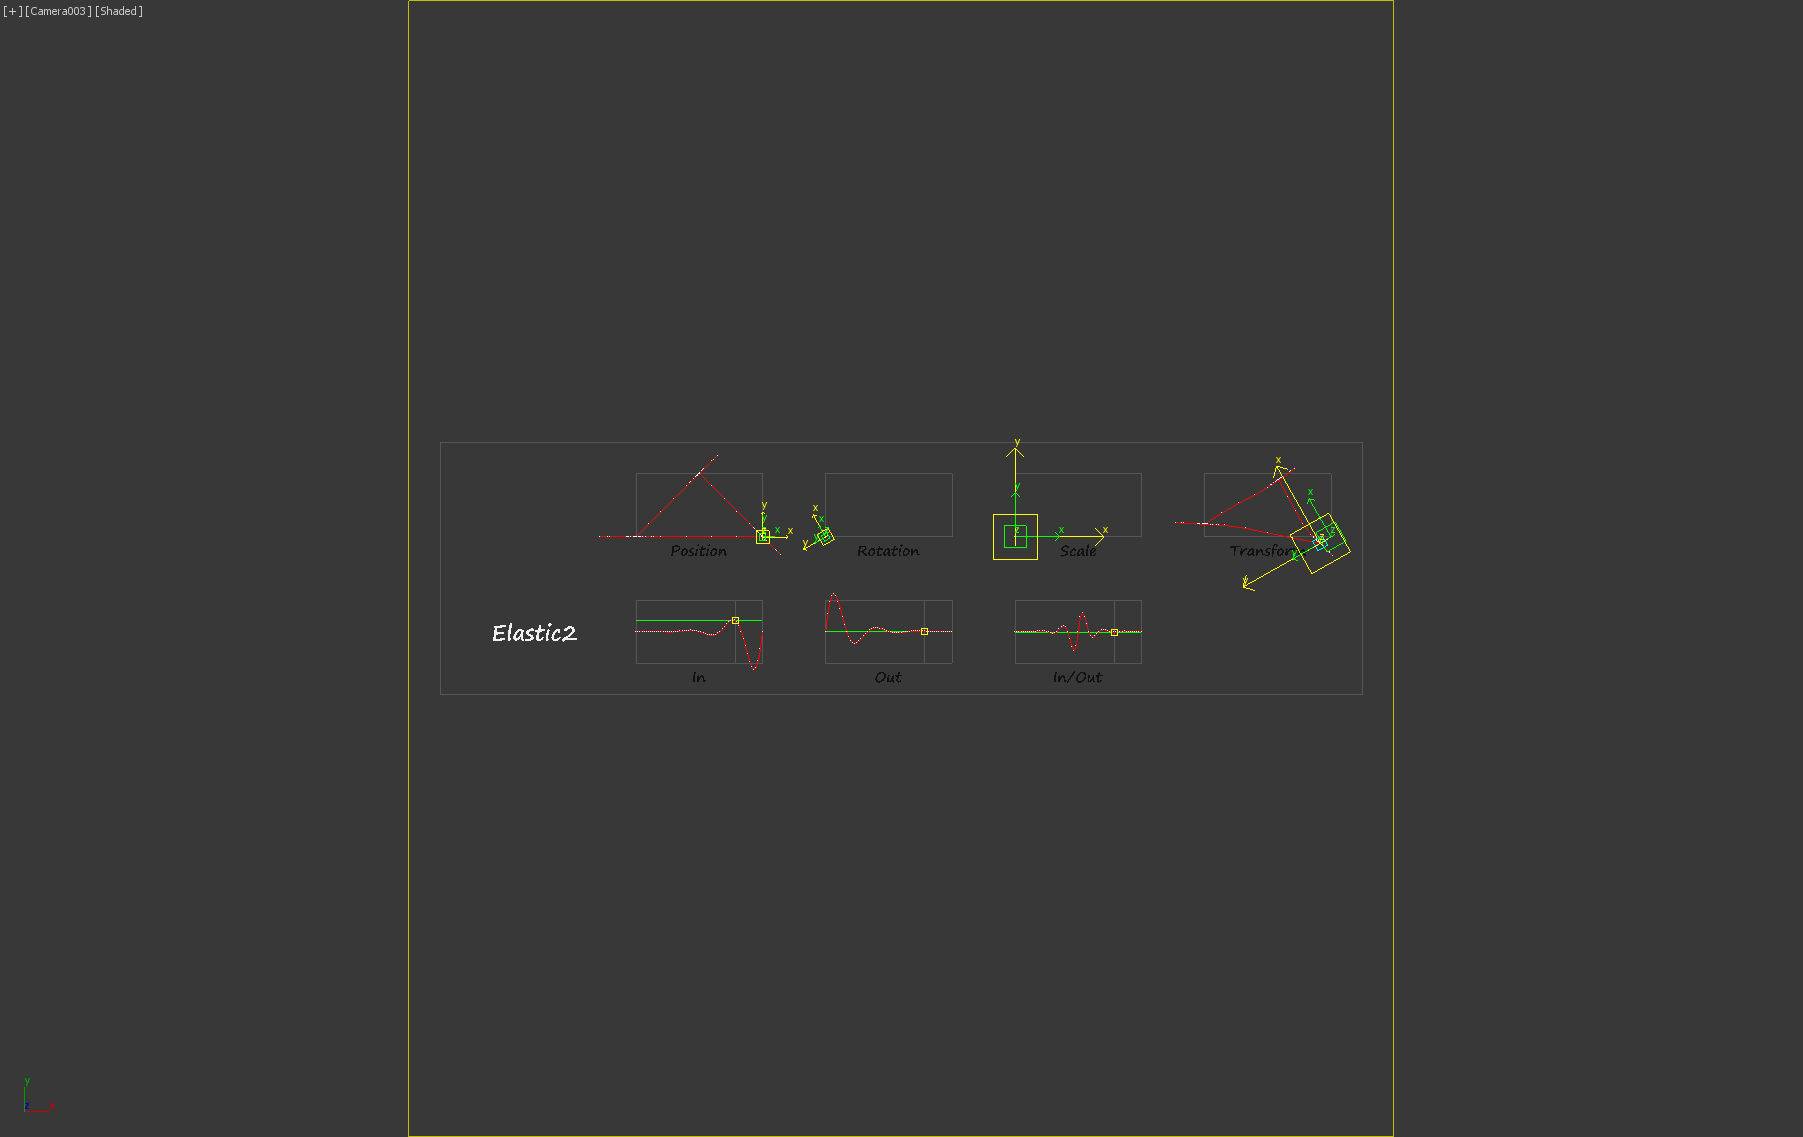 [+] [Camera003] [Shaded]
y
y
x
x
x
y
y
x
x
y
x
y
x
x
y
z
x
x
z
Position
Rotation
Scale
Transfor
y
Elastic2
In
Out
In/Out
y
z
x